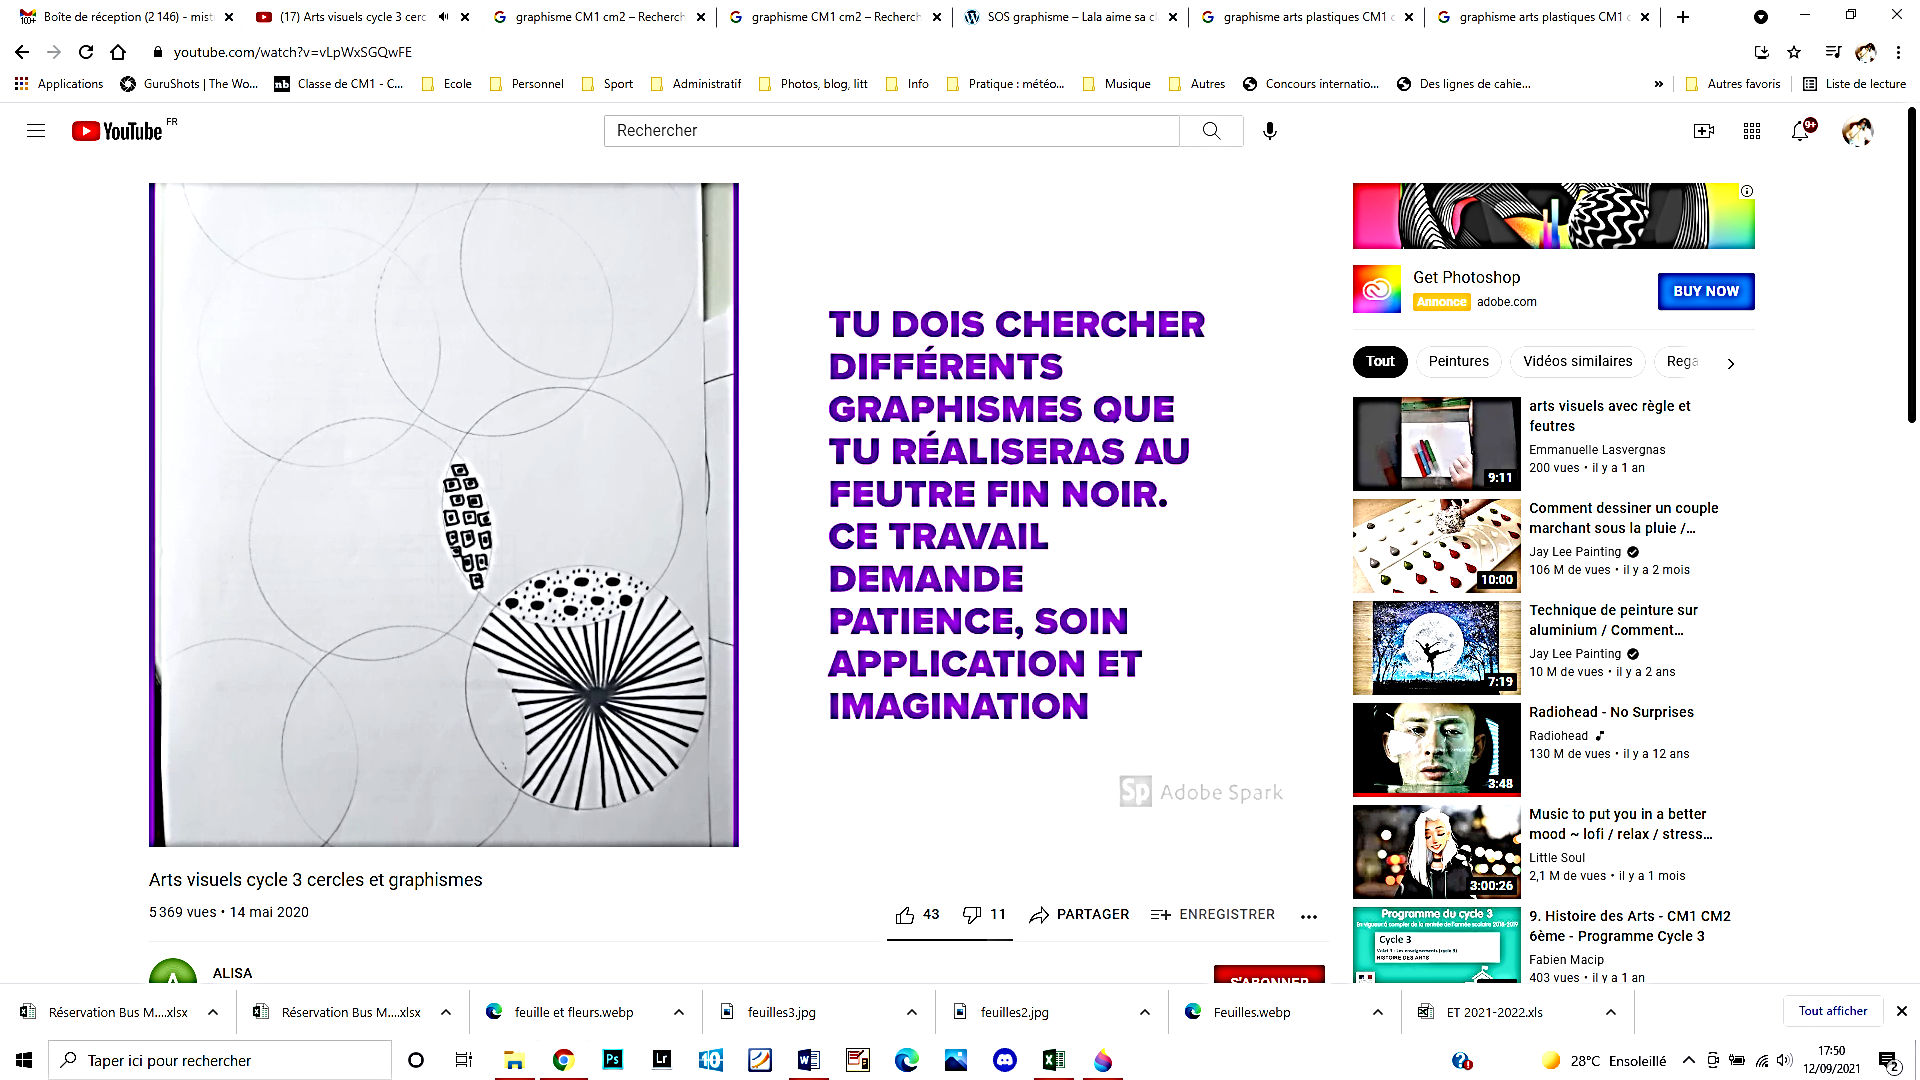 Boîte de réception (2 146) - mist
(17) Arts visuels cycle 3 cerc
graphisme CM1 cm2 – Recherch
graphisme CM1 cm2 – Recherch
SOS graphisme – Lala aime sa cl
graphisme arts plastiques CM1 c
graphisme arts plastiques CM1 c
youtube.com/watch?v=vLpWxSGQwFE
Applications
GuruShots | The Wo...
Classe de CM1 - C...
Ecole
Personnel
Sport
Administratif
Photos, blog, litt
Info
Pratique : météo...
Musique
Autres
Concours internatio...
Des lignes de cahie...
»
Autres favoris
Liste de lecture
YouTube FR
Rechercher
9+
TU DOIS CHERCHER
DIFFÉRENTS
GRAPHISMES QUE
TU RÉALISERAS AU
FEUTRE FIN NOIR.
CE TRAVAIL
DEMANDE
PATIENCE, SOIN
APPLICATION ET
IMAGINATION
Sp Adobe Spark
Arts visuels cycle 3 cercles et graphismes
5 369 vues • 14 mai 2020
43
11
PARTAGER
ENREGISTRER
A
ALISA
S'ABONNER
Get Photoshop
Annonce adobe.com
BUY NOW
Tout
Peintures
Vidéos similaires
Rega
9:11
arts visuels avec règle et
feutres
Emmanuelle Lasvergnas
200 vues • il y a 1 an
10:00
Comment dessiner un couple
marchant sous la pluie /...
Jay Lee Painting
106 M de vues • il y a 2 mois
7:19
Technique de peinture sur
aluminium / Comment...
Jay Lee Painting
10 M de vues • il y a 2 ans
3:48
Radiohead - No Surprises
Radiohead
130 M de vues • il y a 12 ans
3:00:26
Music to put you in a better
mood ~ lofi / relax / stress...
Little Soul
2,1 M de vues • il y a 1 mois
Programme du cycle 3
Cycle 3
HISTOIRE DES ARTS
9. Histoire des Arts - CM1 CM2
6ème - Programme Cycle 3
Fabien Macip
403 vues • il y a 1 an
Réservation Bus M....xlsx
Réservation Bus M....xlsx
feuille et fleurs.webp
feuilles3.jpg
feuilles2.jpg
Feuilles.webp
ET 2021-2022.xls
Tout afficher
Taper ici pour rechercher
Ps
Lr
28°C Ensoleillé
17:50
12/09/2021
2